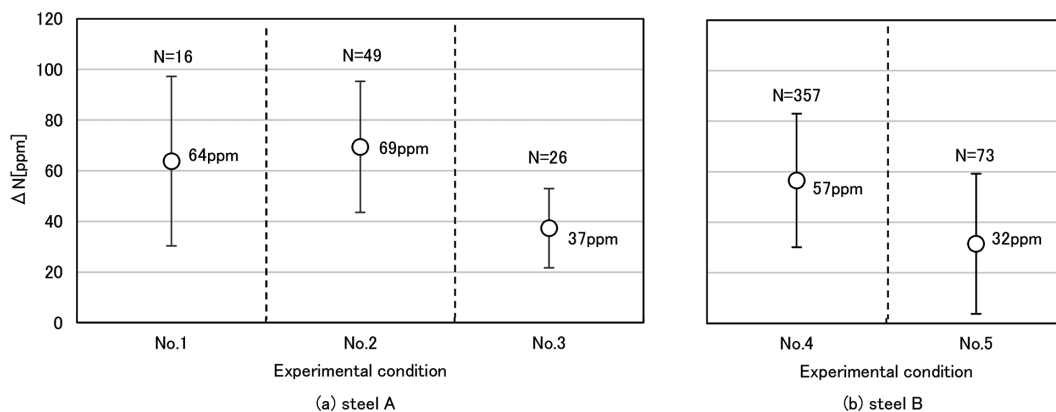 120
100
80
60
40
20
0
ΔN[ppm]
N=16
64ppm
N=49
69ppm
N=26
37ppm
No.1
No.2
No.3
Experimental condition
(a) steel A
N=357
57ppm
N=73
32ppm
No.4
No.5
Experimental condition
(b) steel B